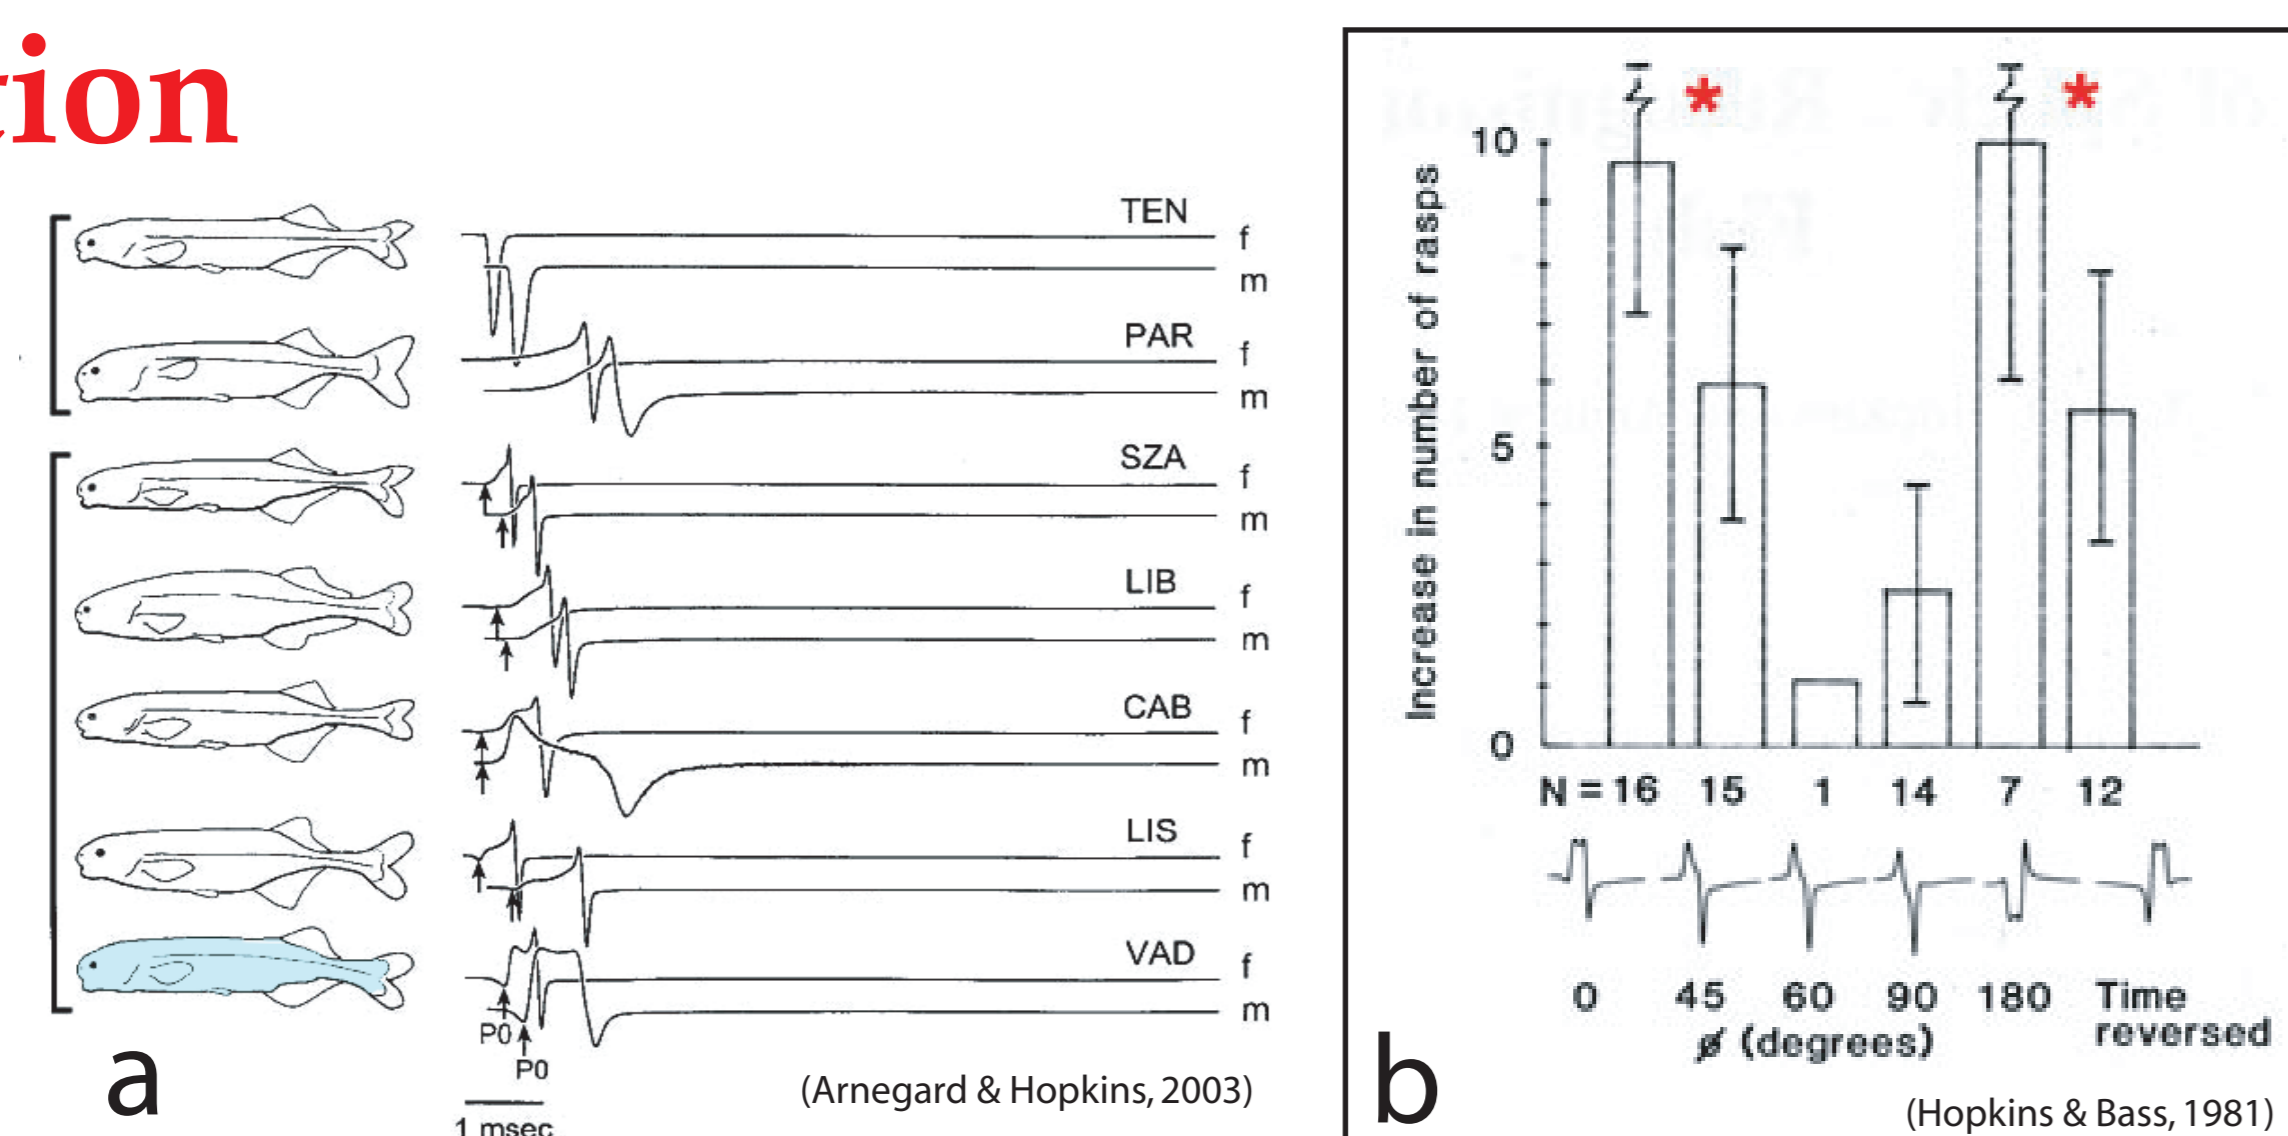 tion
TEN
f
m
PAR
f
m
SZA
f
m
LIB
f
m
CAB
f
m
LIS
f
m
VAD
f
m
P0
P0
1 msec
a
(Arnegard & Hopkins, 2003)
*
*
Increase in number of rasps
10
5
0
N = 16 15 1 14 7 12
0 45 60 90 180 Time reversed
ø (degrees)
b
(Hopkins & Bass, 1981)